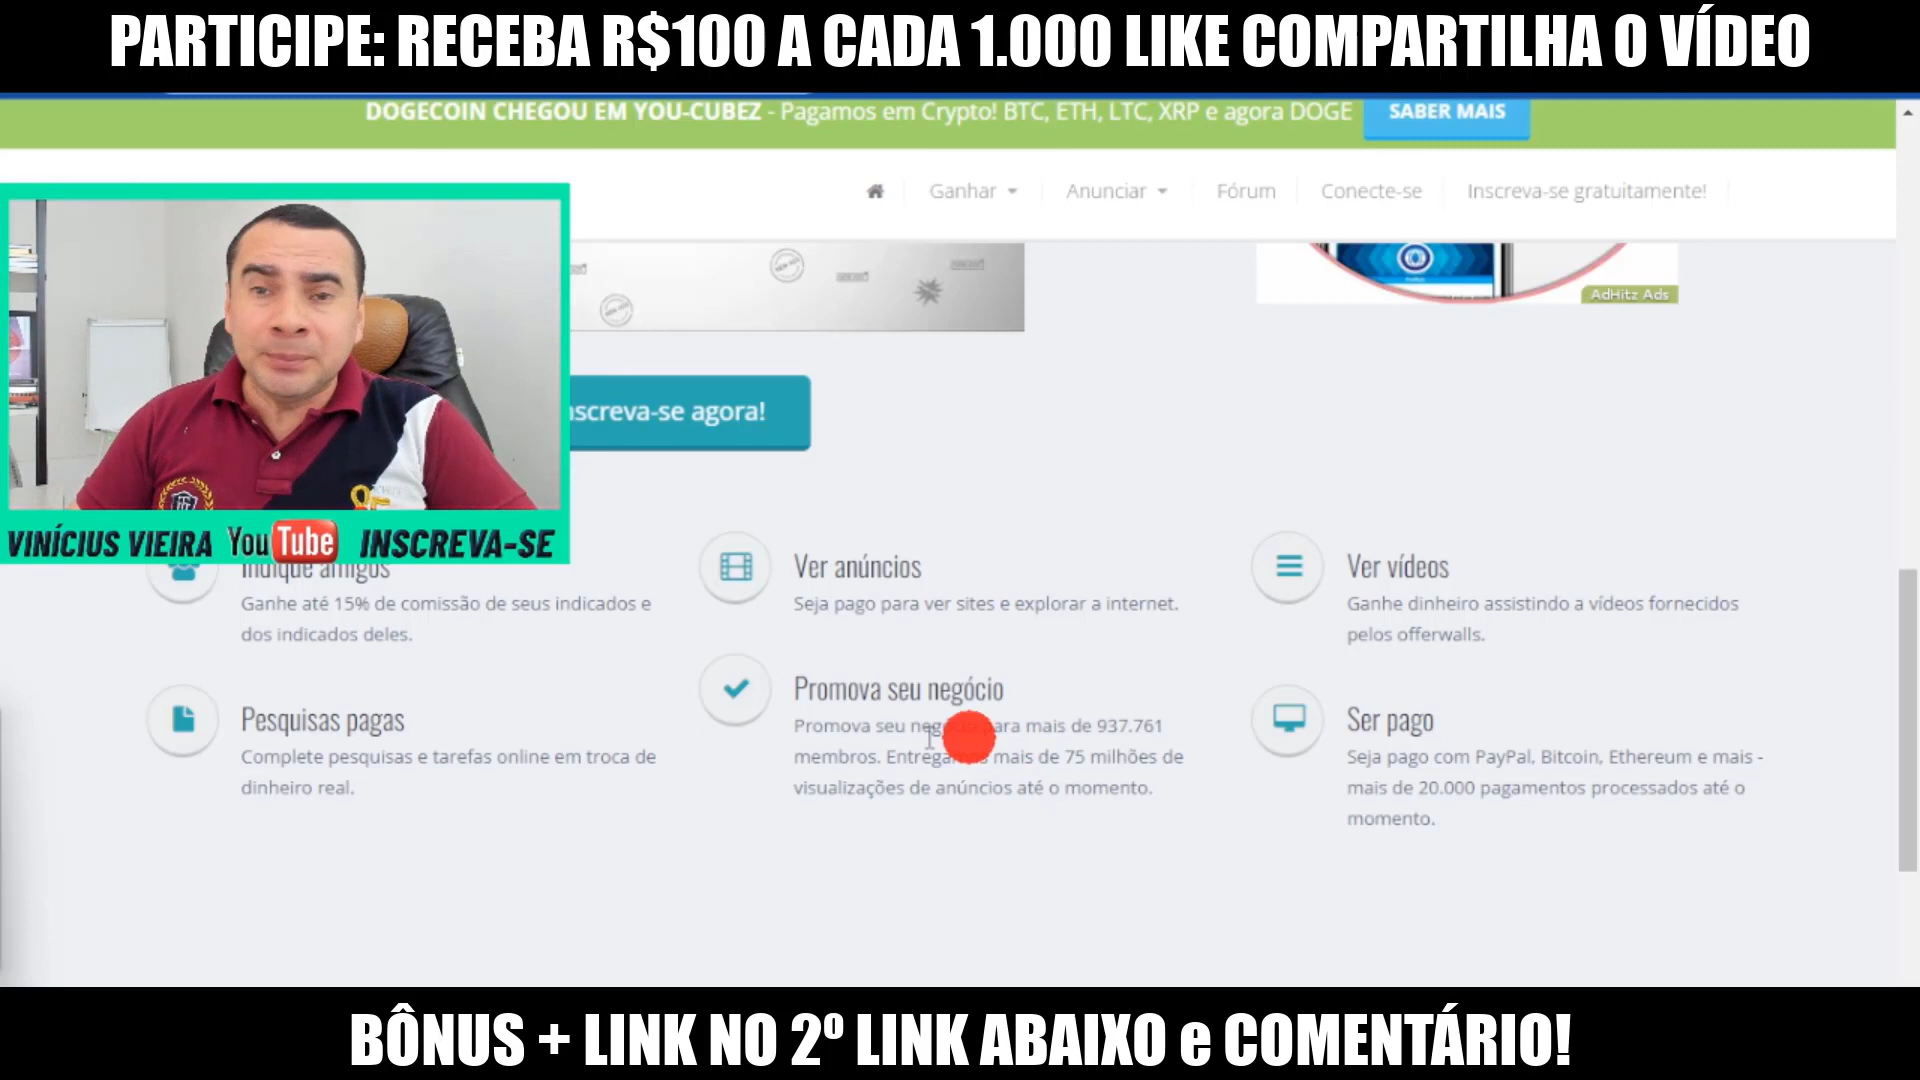 PARTICIPE: RECEBA R$100 A CADA 1.000 LIKE COMPARTILHA O VÍDEO
DOGECOIN CHEGOU EM YOU-CUBEZ - Pagamos em Crypto! BTC, ETH, LTC, XRP e agora DOGE
SABER MAIS
Ganhar
Anunciar
Fórum
Conecte-se
Inscreva-se gratuitamente!
AdHitz Ads
nscreva-se agora!
VINÍCIUS VIEIRA YouTube INSCREVA-SE
Indique amigos
Ganhe até 15% de comissão de seus indicados e
dos indicados deles.
Ver anúncios
Seja pago para ver sites e explorar a internet.
Ver vídeos
Ganhe dinheiro assistindo a vídeos fornecidos
pelos offerwalls.
Pesquisas pagas
Complete pesquisas e tarefas online em troca de
dinheiro real.
Promova seu negócio
Promova seu negócio para mais de 937.761
membros. Entregamos mais de 75 milhões de
visualizações de anúncios até o momento.
Ser pago
Seja pago com PayPal, Bitcoin, Ethereum e mais -
mais de 20.000 pagamentos processados até o
momento.
BÔNUS + LINK NO 2º LINK ABAIXO e COMENTÁRIO!